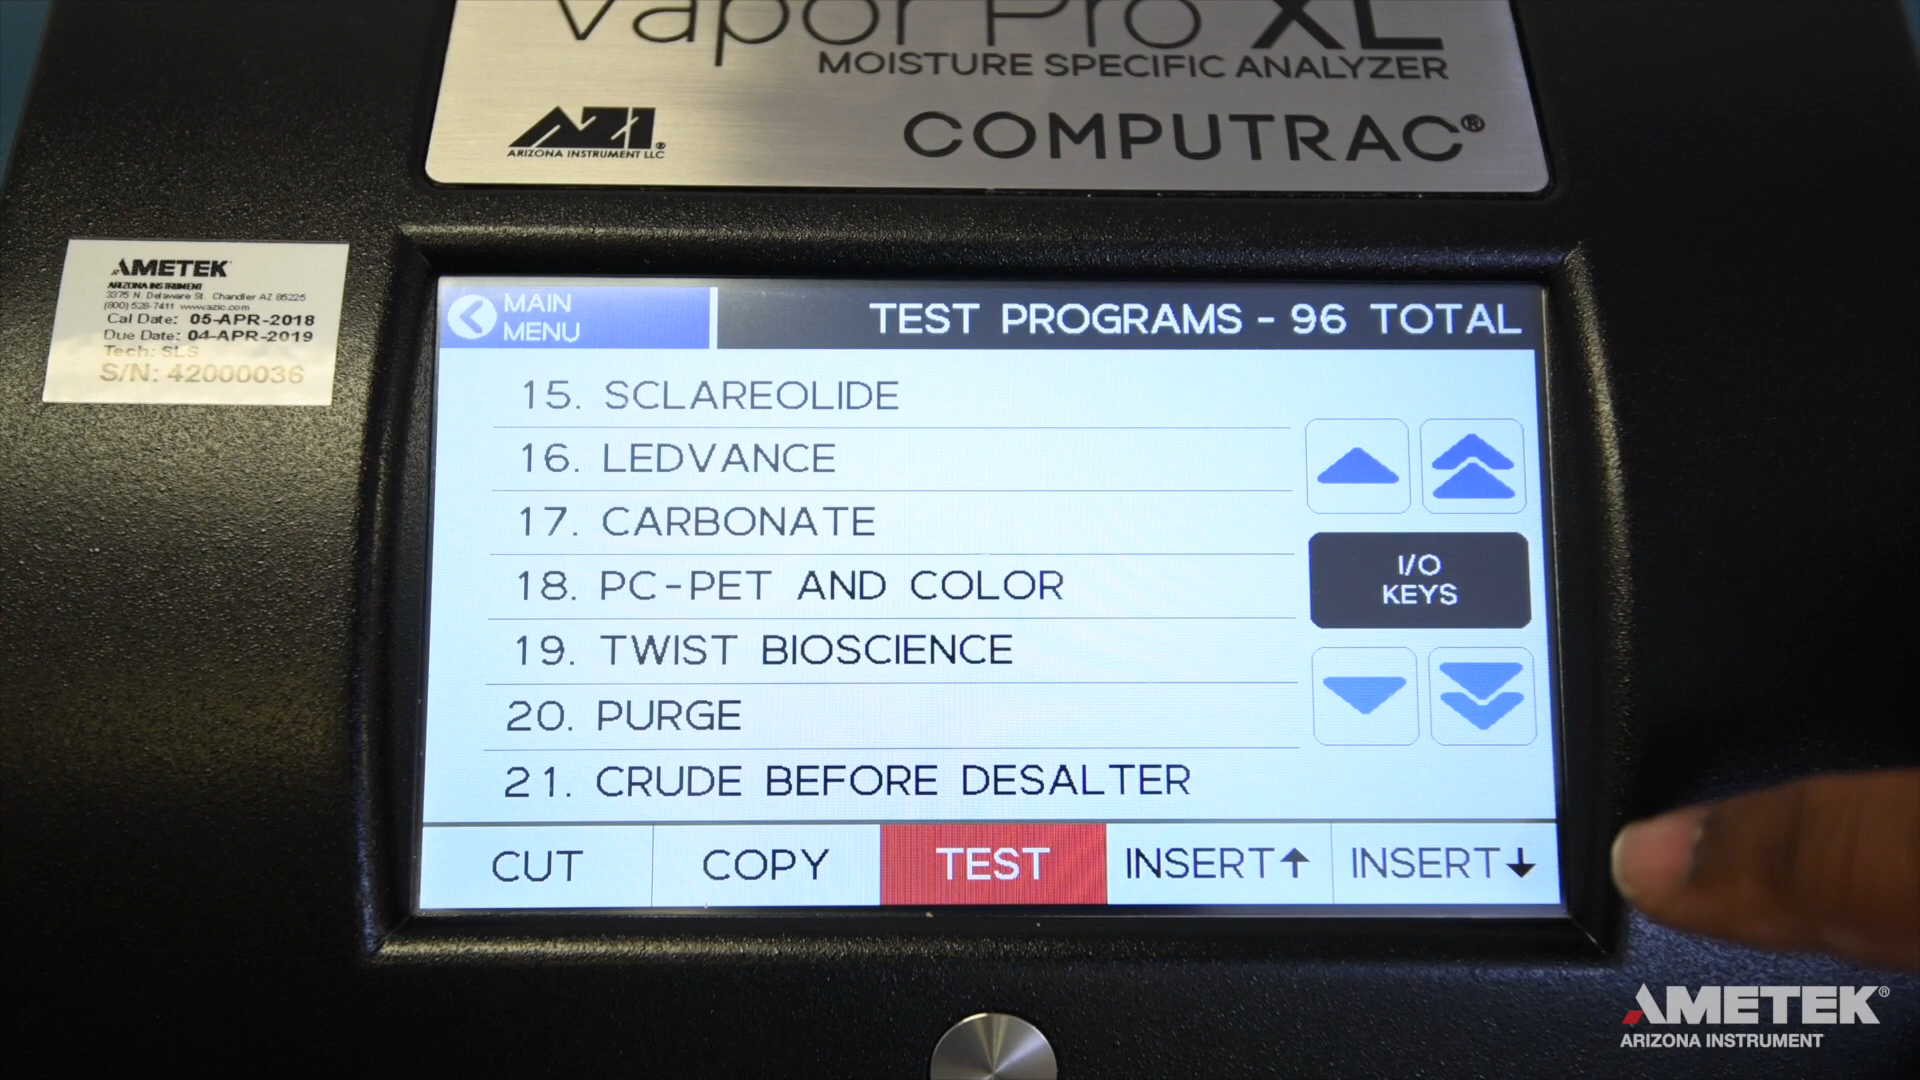 Vapor Pro XL
MOISTURE SPECIFIC ANALYZER
AZI®
ARIZONA INSTRUMENT LLC
COMPUTRAC®
AMETEK
ARIZONA INSTRUMENT
3375 N. Delaware St. Chandler AZ 85225
(800) 528-7411 www.azic.com
Cal Date: 05-APR-2018
Due Date: 04-APR-2019
Tech: SLS
S/N: 42000036
MAIN
MENU
TEST PROGRAMS - 96 TOTAL
15. SCLAREOLIDE
16. LEDVANCE
17. CARBONATE
18. PC-PET AND COLOR
19. TWIST BIOSCIENCE
20. PURGE
21. CRUDE BEFORE DESALTER
I/O
KEYS
CUT COPY TEST INSERT↑ INSERT↓
AMETEK®
ARIZONA INSTRUMENT